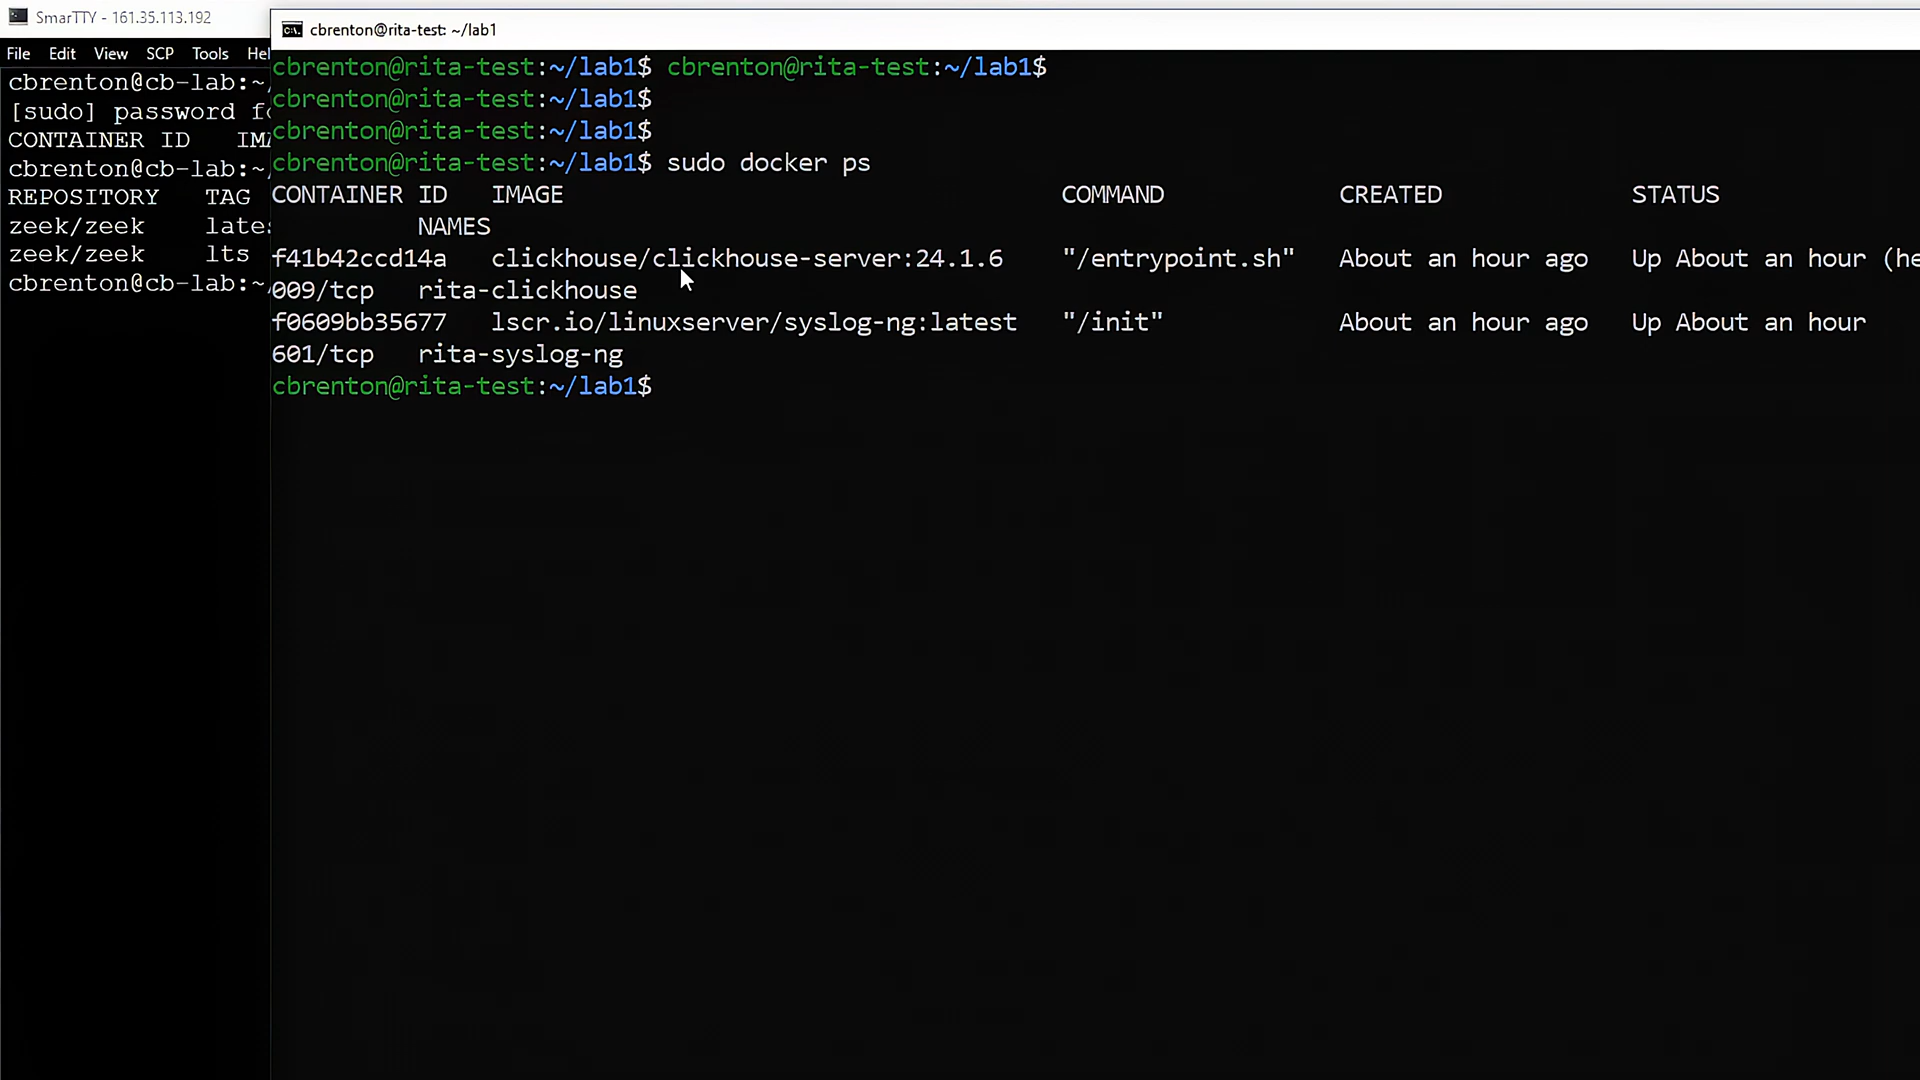 SmarTTY - 161.35.113.192
File Edit View SCP Tools
cbrenton@cb-lab:~
[sudo] password
CONTAINER ID
cbrenton@cb-lab:~
REPOSITORY TAG
zeek/zeek
zeek/zeek lts
cbrenton@cb-lab:~
cbrenton@rita-test: ~/lab1
cbrenton@rita-test:~/lab1$ cbrenton@rita-test:~/lab1$
cbrenton@rita-test:~/lab1$
cbrenton@rita-test:~/lab1$
cbrenton@rita-test:~/lab1$ sudo docker ps
CONTAINER ID IMAGE COMMAND CREATED STATUS
NAMES
f41b42ccd14a clickhouse/clickhouse-server:24.1.6 "/entrypoint.sh" About an hour ago Up About an hour (he
009/tcp rita-clickhouse
f0609bb35677 lscr.io/linuxserver/syslog-ng:latest "/init" About an hour ago Up About an hour
601/tcp rita-syslog-ng
cbrenton@rita-test:~/lab1$